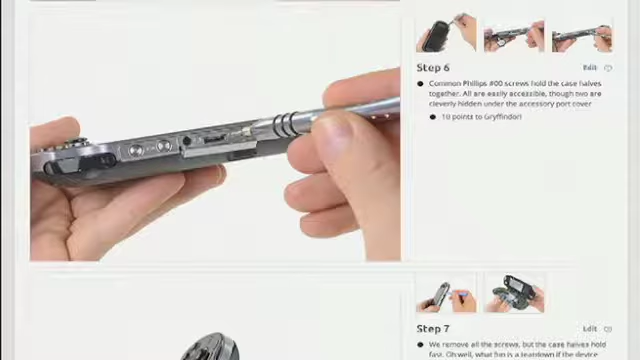 Step 6
Edit
Common Phillips #00 screws hold the case halves
together. All are easily accessible, though two are
cleverly hidden under the accessory port cover
10 points to Gryffindor!
Step 7
Edit
We remove all the screws, but the case halves hold
fast. Oh well, what fun is a teardown if the device